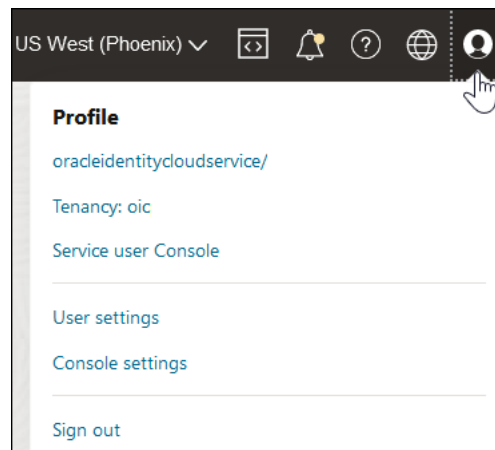 US West (Phoenix)
Profile
oracleidentitycloudservice/
Tenancy: oic
Service user Console
User settings
Console settings
Sign out